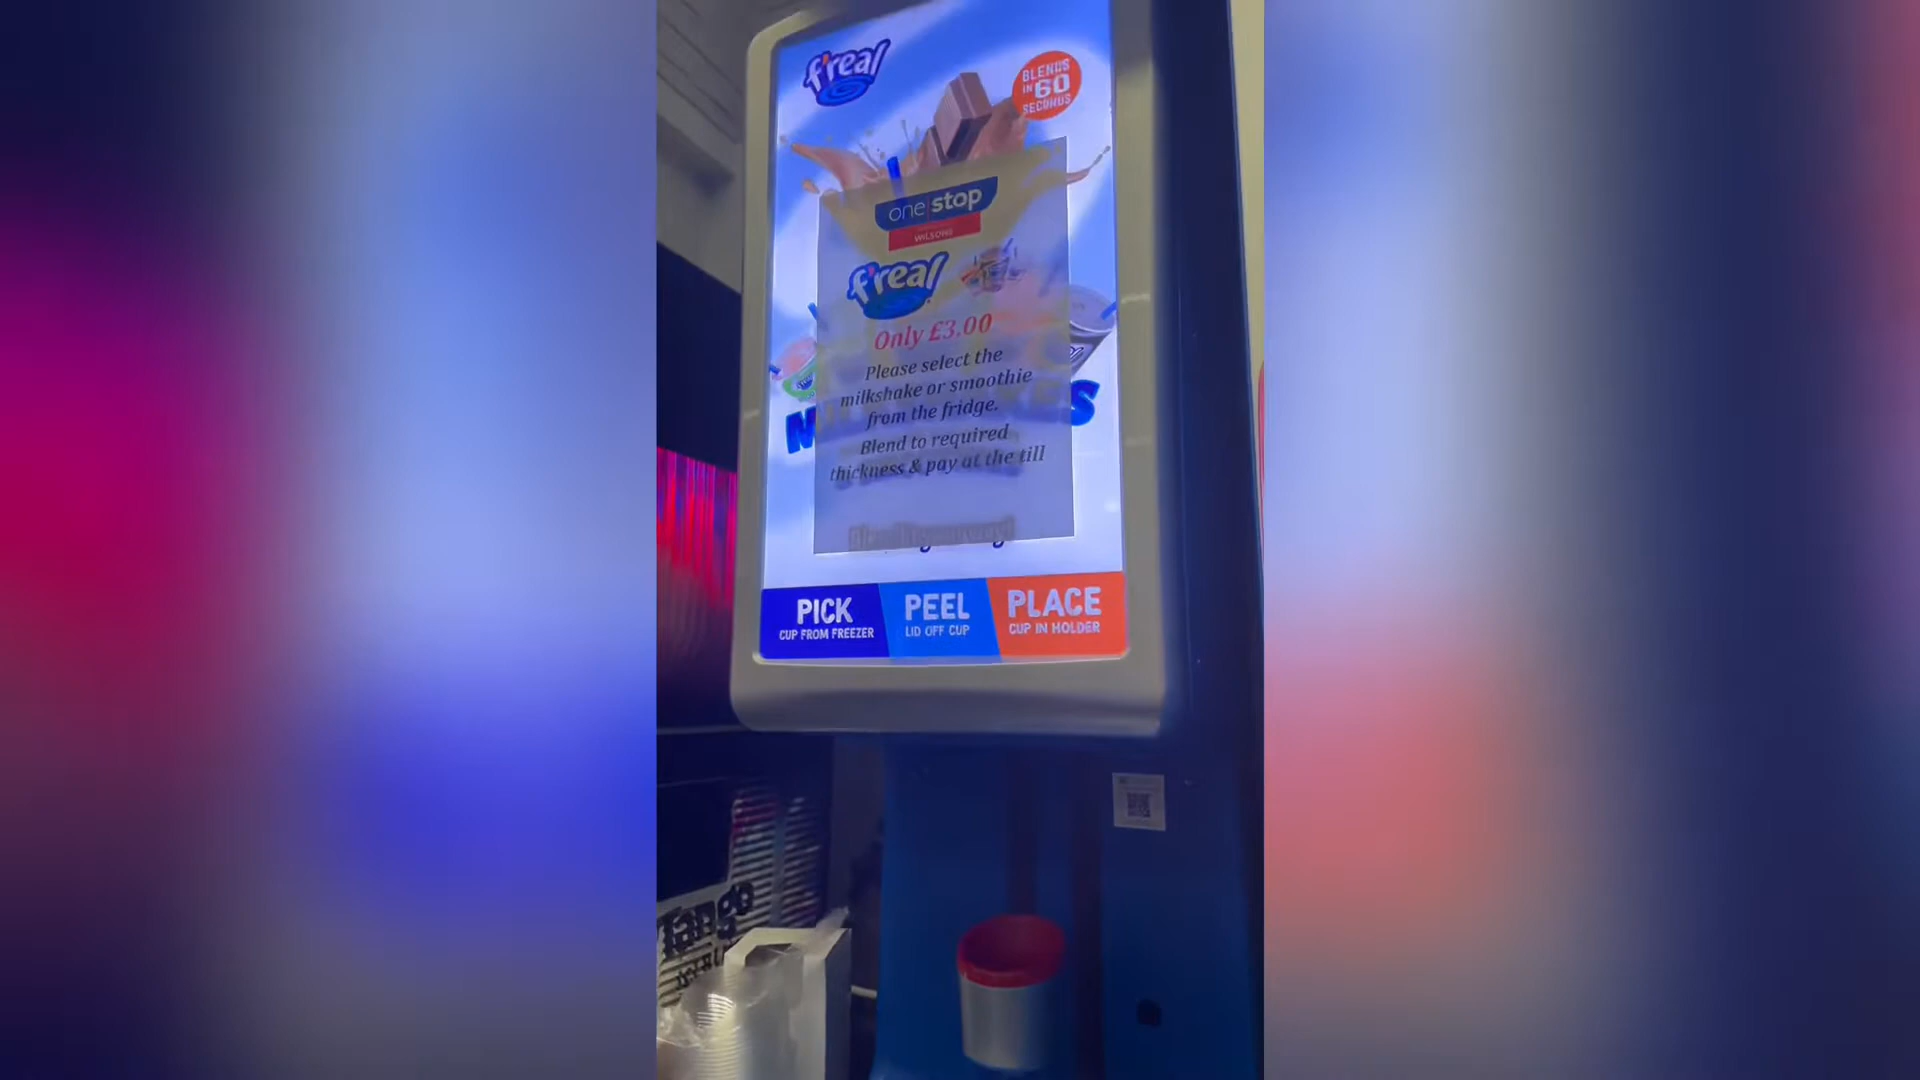 f'real
BLENDS
IN 60
SECONDS
one stop
WILSONS
f'real
Only £3.00
Please select the
milkshake or smoothie
from the fridge.
Blend to required
thickness & pay at the till
PICK
CUP FROM FREEZER
PEEL
LID OFF CUP
PLACE
CUP IN HOLDER